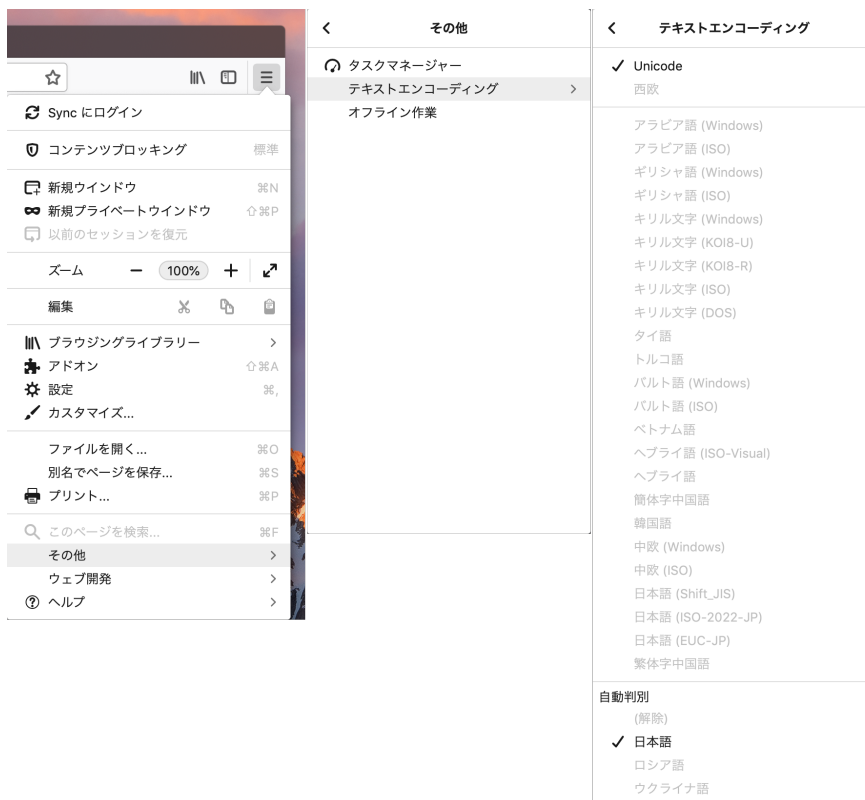 Sync にログイン
コンテンツブロッキング 標準
新規ウインドウ ⌘N
新規プライベートウインドウ ⇧⌘P
以前のセッションを復元
ズーム − 100% +
編集
ブラウジングライブラリー >
アドオン ⇧⌘A
設定 ⌘,
カスタマイズ...
ファイルを開く... ⌘O
別名でページを保存... ⌘S
プリント... ⌘P
このページを検索... ⌘F
その他 >
ウェブ開発 >
ヘルプ >
その他
タスクマネージャー
テキストエンコーディング >
オフライン作業
テキストエンコーディング
✓ Unicode
西欧
アラビア語 (Windows)
アラビア語 (ISO)
ギリシャ語 (Windows)
ギリシャ語 (ISO)
キリル文字 (Windows)
キリル文字 (KOI8-U)
キリル文字 (KOI8-R)
キリル文字 (ISO)
キリル文字 (DOS)
タイ語
トルコ語
バルト語 (Windows)
バルト語 (ISO)
ベトナム語
ヘブライ語 (ISO-Visual)
ヘブライ語
簡体字中国語
韓国語
中欧 (Windows)
中欧 (ISO)
日本語 (Shift_JIS)
日本語 (ISO-2022-JP)
日本語 (EUC-JP)
繁体字中国語
自動判別
(解除)
✓ 日本語
ロシア語
ウクライナ語